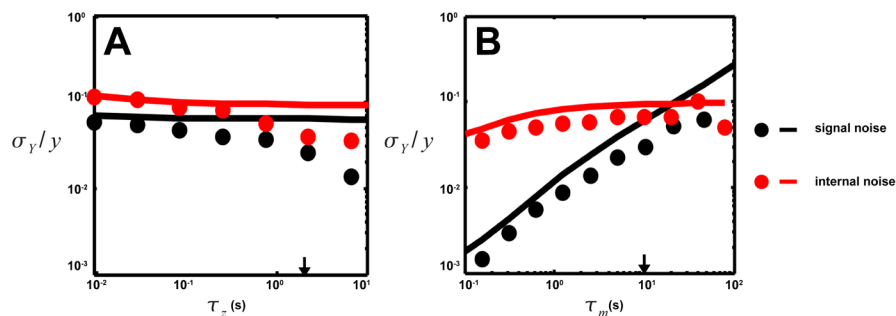 A
B
10^0
10^-1
10^-2
10^-3
σ_Y / y
10^-2
10^-1
10^0
10^1
τ_z (s)
10^0
10^-1
10^-2
10^-3
σ_Y / y
10^-1
10^0
10^1
10^2
τ_m (s)
signal noise
internal noise